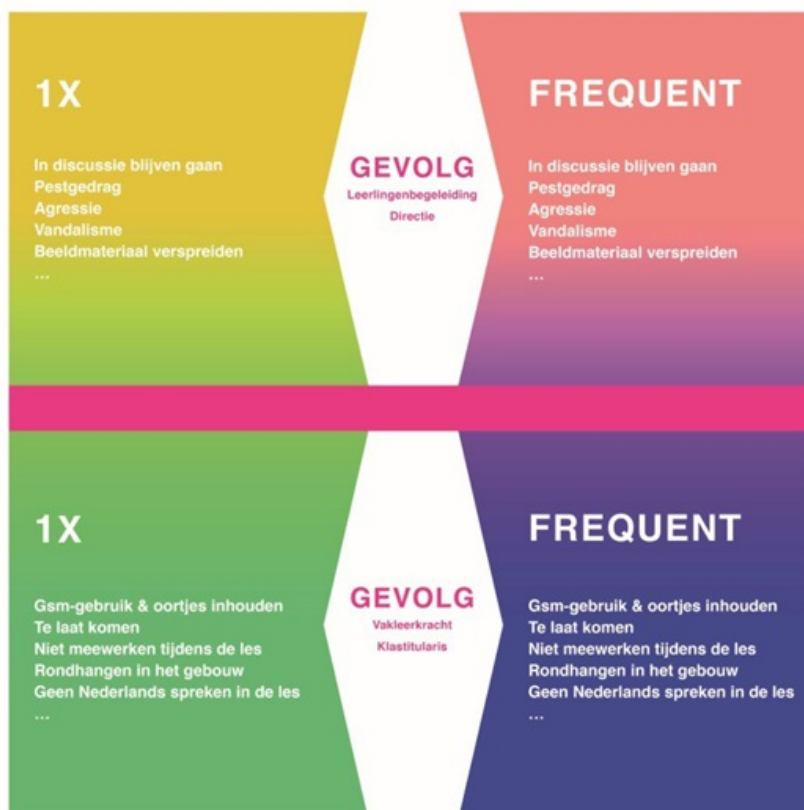 1X
In discussie blijven gaan
Pestgedrag
Agressie
Vandalisme
Beeldmateriaal verspreiden
...
GEVOLG
Leerlingenbegeleiding
Directie
FREQUENT
In discussie blijven gaan
Pestgedrag
Agressie
Vandalisme
Beeldmateriaal verspreiden
...
1X
Gsm-gebruik & oortjes inhouden
Te laat komen
Niet meewerken tijdens de les
Rondhangen in het gebouw
Geen Nederlands spreken in de les
...
GEVOLG
Vakleerkracht
Klastitularis
FREQUENT
Gsm-gebruik & oortjes inhouden
Te laat komen
Niet meewerken tijdens de les
Rondhangen in het gebouw
Geen Nederlands spreken in de les
...